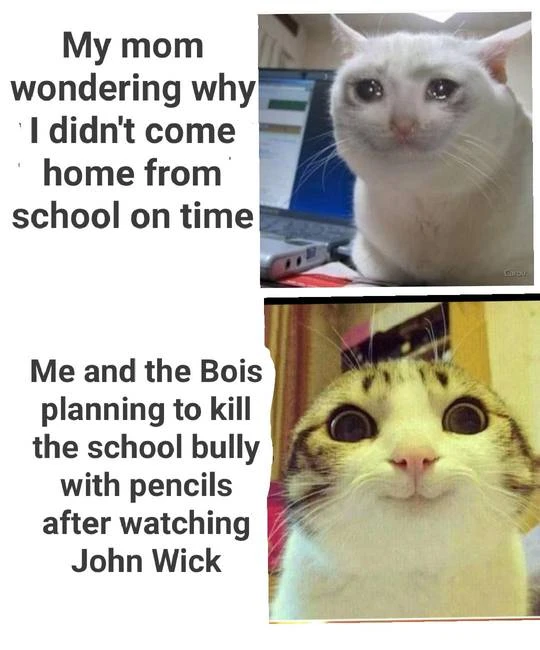 My mom
wondering why
I didn't come
home from
school on time
Me and the Bois
planning to kill
the school bully
with pencils
after watching
John Wick